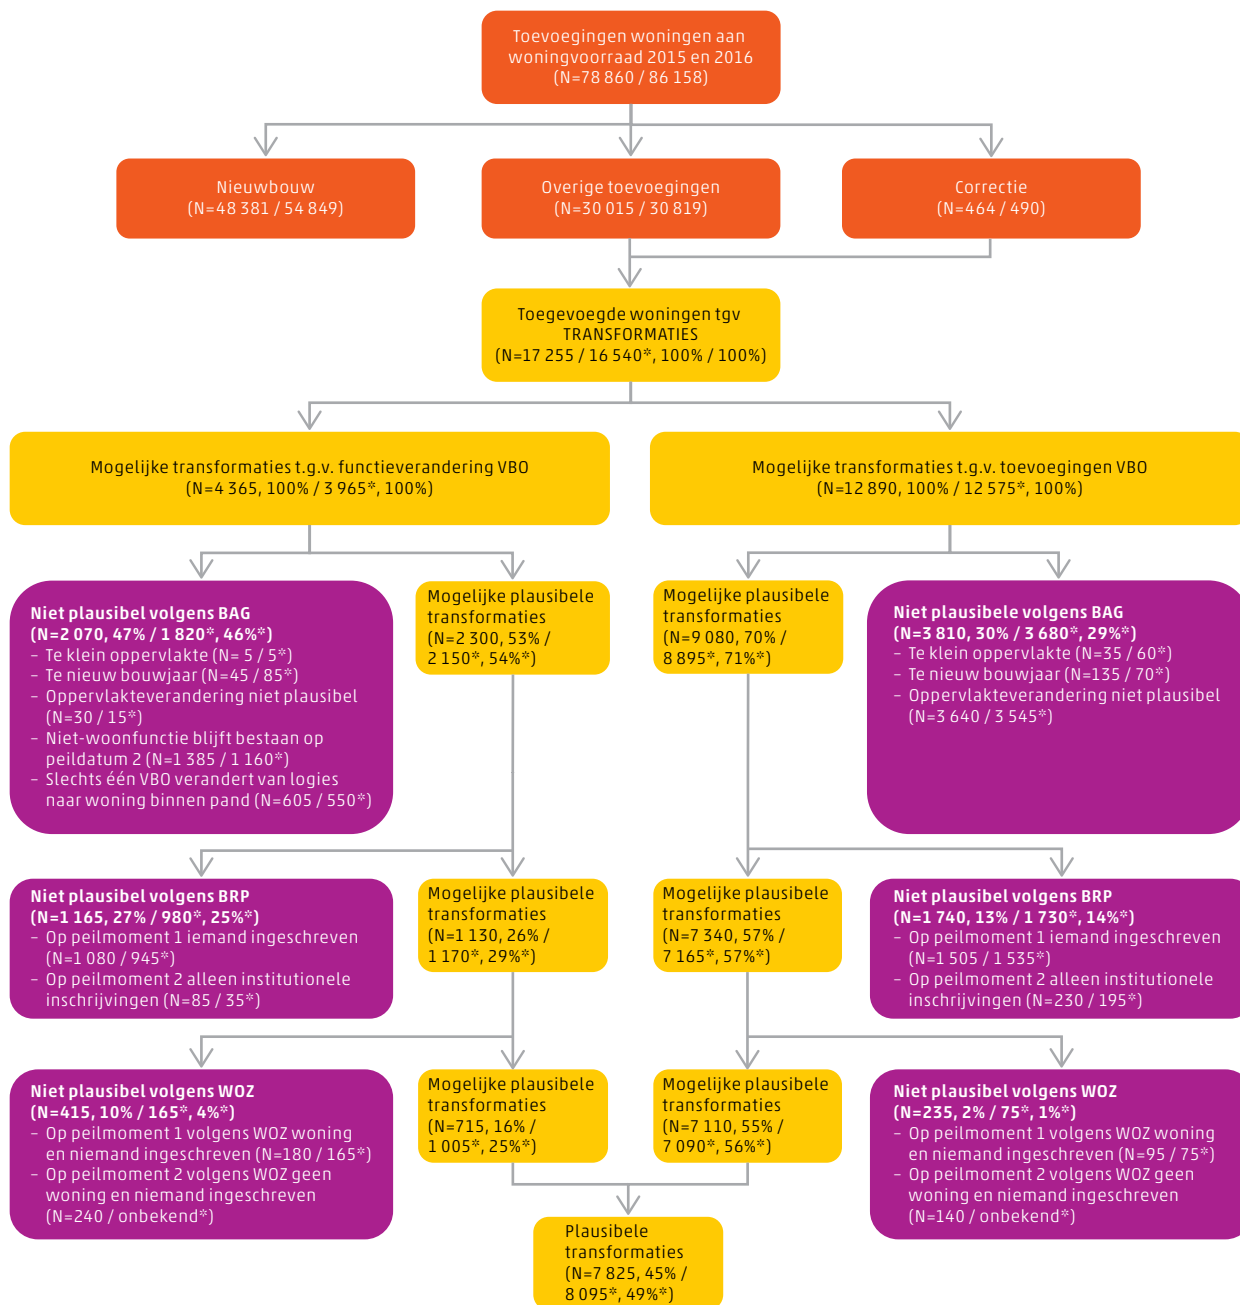 Toevoegingen woningen aan
woningvoorraad 2015 en 2016
(N=78 860 / 86 158)
Nieuwbouw
(N=48 381 / 54 849)
Overige toevoegingen
(N=30 015 / 30 819)
Correctie
(N=464 / 490)
Toegevoegde woningen tgv
TRANSFORMATIES
(N=17 255 / 16 540*, 100% / 100%)
Mogelijke transformaties t.g.v. functieverandering VBO
(N=4 365, 100% / 3 965*, 100%)
Mogelijke transformaties t.g.v. toevoegingen VBO
(N=12 890, 100% / 12 575*, 100%)
Niet plausibel volgens BAG
(N=2 070, 47% / 1 820*, 46%*)
– Te klein oppervlakte (N= 5 / 5*)
– Te nieuw bouwjaar (N=45 / 85*)
– Oppervlakteverandering niet plausibel
(N=30 / 15*)
– Niet-woonfunctie blijft bestaan op
peildatum 2 (N=1 385 / 1 160*)
– Slechts één VBO verandert van logies
naar woning binnen pand (N=605 / 550*)
Mogelijke plausibele
transformaties
(N=2 300, 53% /
2 150*, 54%*)
Mogelijke plausibele
transformaties
(N=9 080, 70% /
8 895*, 71%*)
Niet plausibele volgens BAG
(N=3 810, 30% / 3 680*, 29%*)
– Te klein oppervlakte (N=35 / 60*)
– Te nieuw bouwjaar (N=135 / 70*)
– Oppervlakteverandering niet plausibel
(N=3 640 / 3 545*)
Niet plausibel volgens BRP
(N=1 165, 27% / 980*, 25%*)
– Op peilmoment 1 iemand ingeschreven
(N=1 080 / 945*)
– Op peilmoment 2 alleen institutionele
inschrijvingen (N=85 / 35*)
Mogelijke plausibele
transformaties
(N=1 130, 26% /
1 170*, 29%*)
Mogelijke plausibele
transformaties
(N=7 340, 57% /
7 165*, 57%*)
Niet plausibel volgens BRP
(N=1 740, 13% / 1 730*, 14%*)
– Op peilmoment 1 iemand ingeschreven
(N=1 505 / 1 535*)
– Op peilmoment 2 alleen institutionele
inschrijvingen (N=230 / 195*)
Niet plausibel volgens WOZ
(N=415, 10% / 165*, 4%*)
– Op peilmoment 1 volgens WOZ woning
en niemand ingeschreven (N=180 / 165*)
– Op peilmoment 2 volgens WOZ geen
woning en niemand ingeschreven
(N=240 / onbekend*)
Mogelijke plausibele
transformaties
(N=715, 16% /
1 005*, 25%*)
Mogelijke plausibele
transformaties
(N=7 110, 55% /
7 090*, 56%*)
Niet plausibel volgens WOZ
(N=235, 2% / 75*, 1%*)
– Op peilmoment 1 volgens WOZ woning
en niemand ingeschreven (N=95 / 75*)
– Op peilmoment 2 volgens WOZ geen
woning en niemand ingeschreven
(N=140 / onbekend*)
Plausibele
transformaties
(N=7 825, 45% /
8 095*, 49%*)